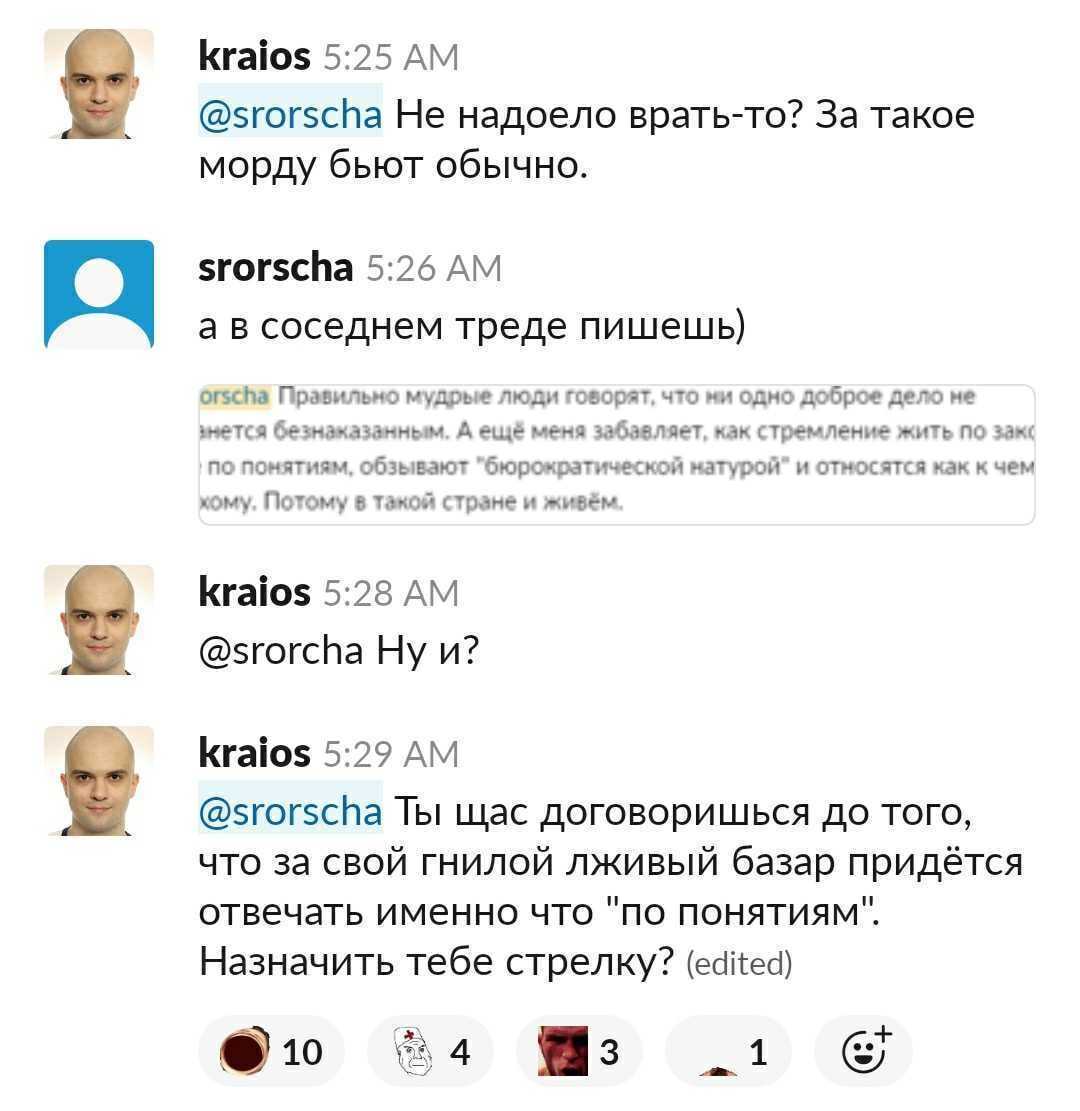 kraios 5:25 AM
@srorscha Не надоело врать-то? За такое
морду бьют обычно.
srorscha 5:26 AM
а в соседнем треде пишешь)
orscha Правильно мудрые люди говорят, что ни одно доброе дело не
анется безнаказанным. А ещё меня забавляет, как стремление жить по зако
по понятиям, обзывают "бюрократической натурой" и относятся как к чем
хому. Потому в такой стране и живём.
kraios 5:28 AM
@srorcha Ну и?
kraios 5:29 AM
@srorscha Ты щас договоришься до того,
что за свой гнилой лживый базар придётся
отвечать именно что "по понятиям".
Назначить тебе стрелку? (edited)
10 4 3 1